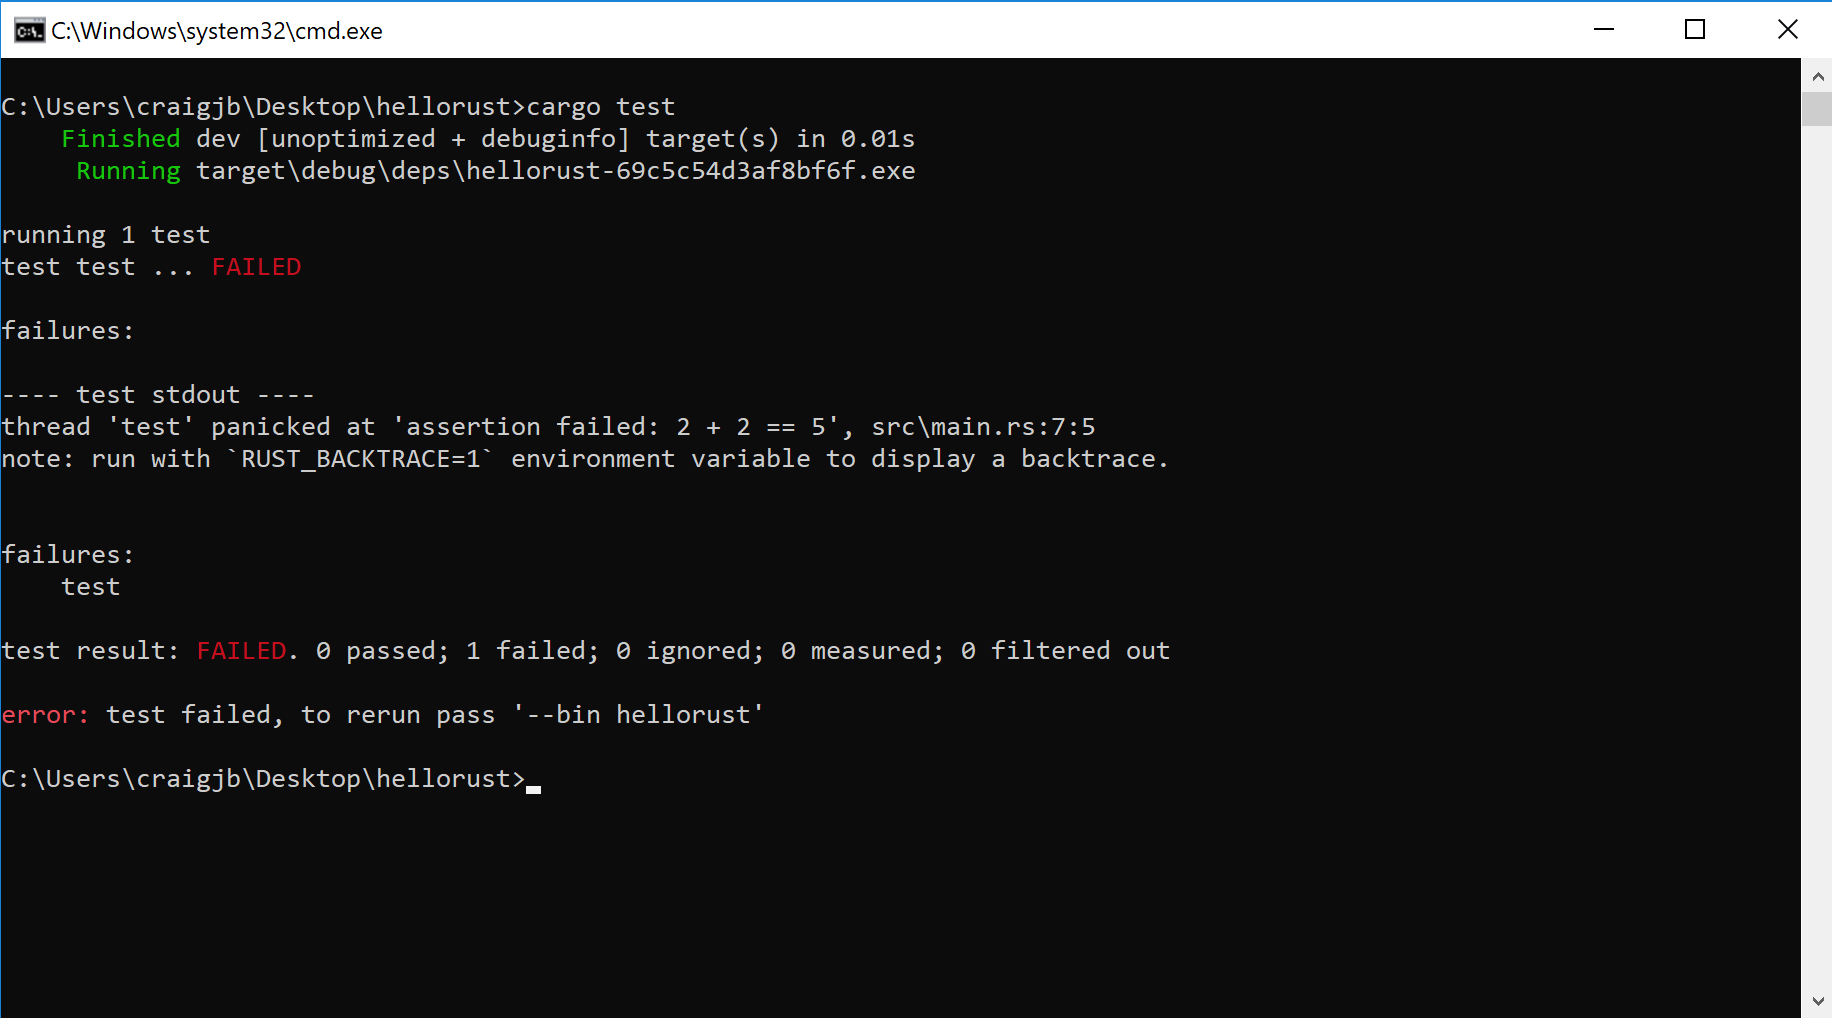 C:\Windows\system32\cmd.exe
C:\Users\craigjb\Desktop\hellorust>cargo test
    Finished dev [unoptimized + debuginfo] target(s) in 0.01s
     Running target\debug\deps\hellorust-69c5c54d3af8bf6f.exe
running 1 test
test test ... FAILED
failures:
---- test stdout ----
thread 'test' panicked at 'assertion failed: 2 + 2 == 5', src\main.rs:7:5
note: run with `RUST_BACKTRACE=1` environment variable to display a backtrace.
failures:
    test
test result: FAILED. 0 passed; 1 failed; 0 ignored; 0 measured; 0 filtered out
error: test failed, to rerun pass '--bin hellorust'
C:\Users\craigjb\Desktop\hellorust>